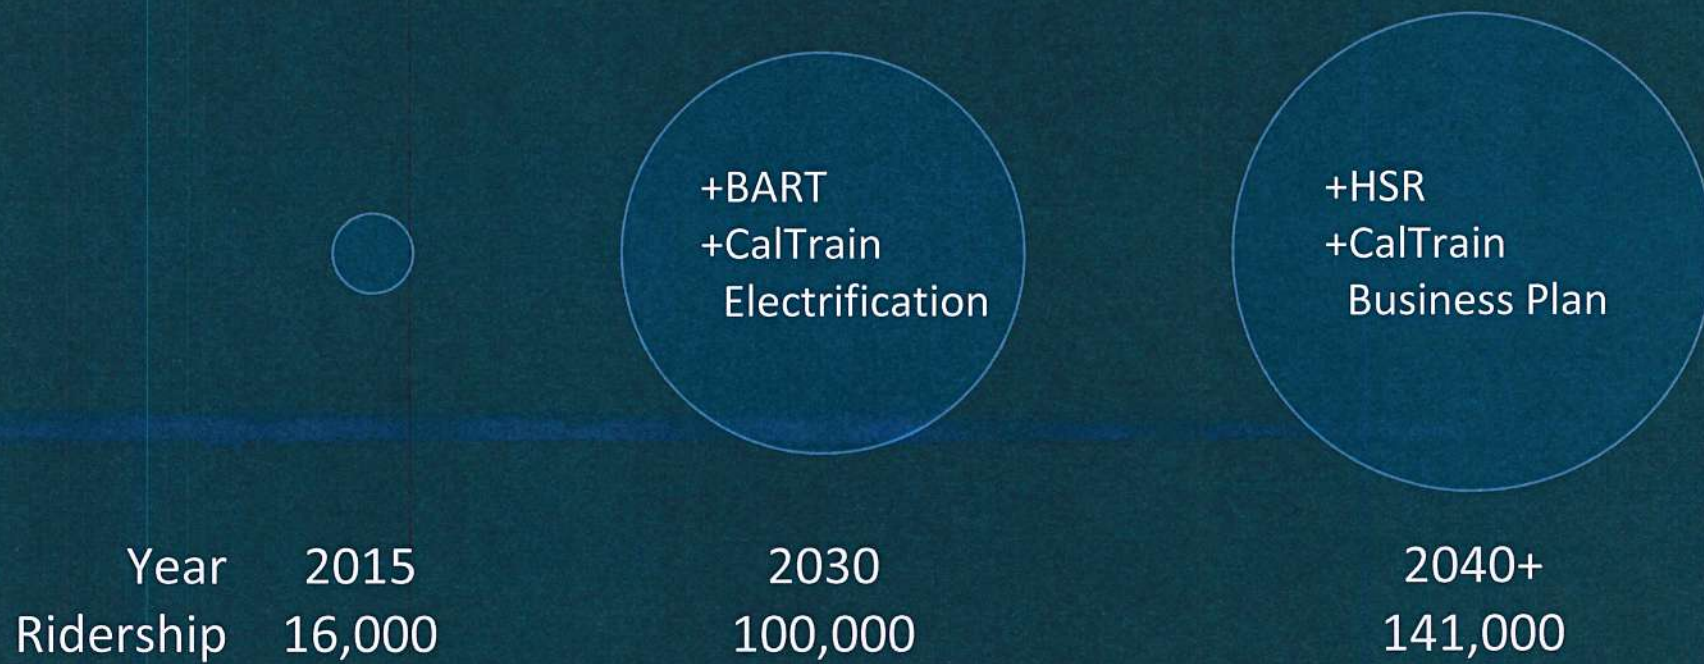 +BART
+CalTrain
Electrification
+HSR
+CalTrain
Business Plan
Year 2015 2030 2040+
Ridership 16,000 100,000 141,000